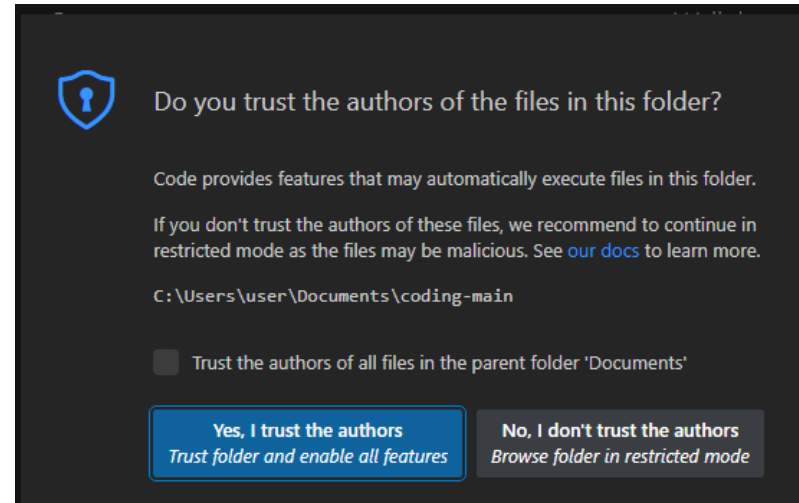 Do you trust the authors of the files in this folder?
Code provides features that may automatically execute files in this folder.
If you don't trust the authors of these files, we recommend to continue in
restricted mode as the files may be malicious. See our docs to learn more.
C:\Users\user\Documents\coding-main
Trust the authors of all files in the parent folder 'Documents'
Yes, I trust the authors
Trust folder and enable all features
No, I don't trust the authors
Browse folder in restricted mode